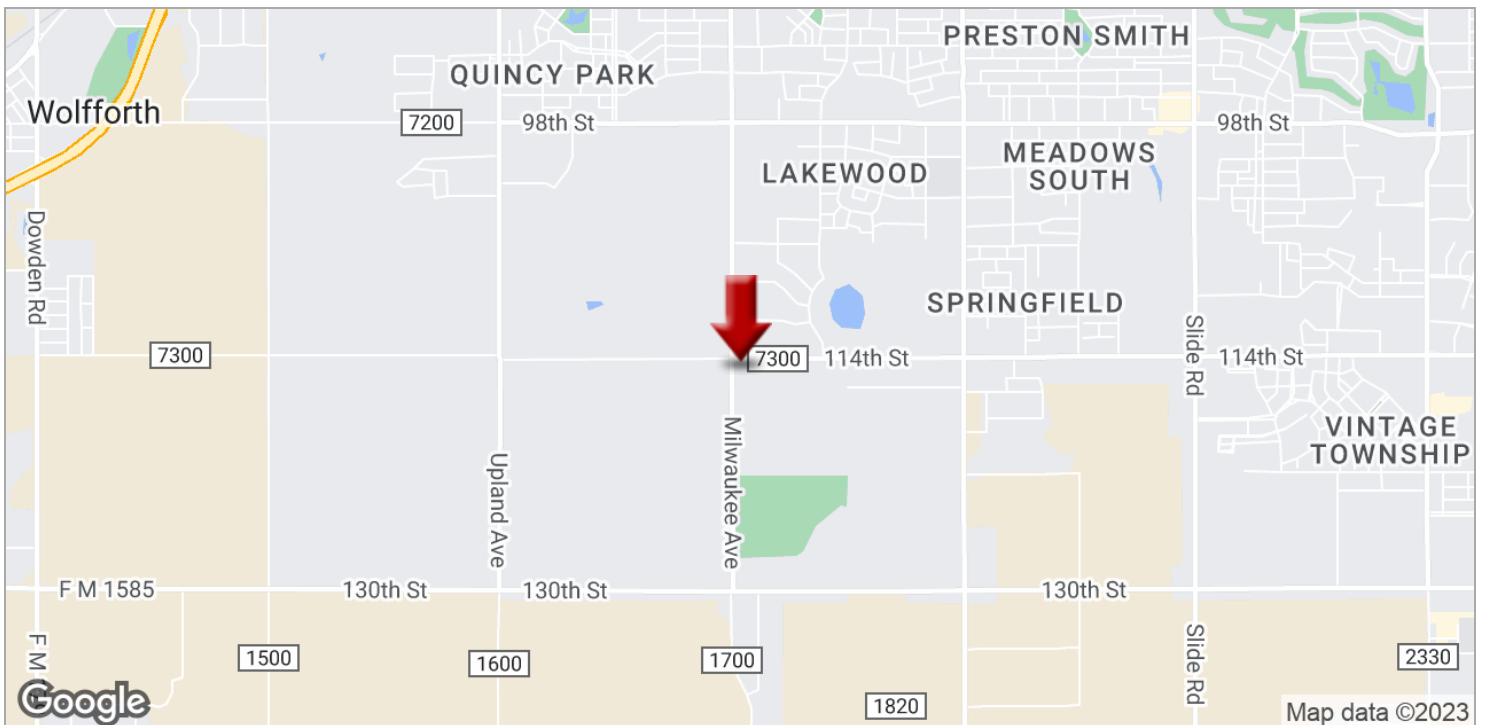 PRESTON SMITH
QUINCY PARK
Wolfforth
7200
98th St
98th St
MEADOWS
SOUTH
LAKEWOOD
Dowden Rd
SPRINGFIELD
Slide Rd
7300
7300
114th St
114th St
VINTAGE
TOWNSHIP
Milwaukee Ave
Upland Ave
F M 1585
130th St
130th St
130th St
F M
1500
1600
1700
Slide Rd
2330
1820
Google
Map data ©2023